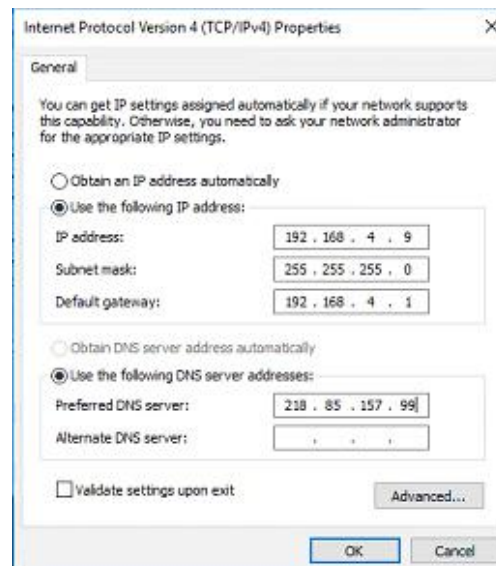 Internet Protocol Version 4 (TCP/IPv4) Properties
General
You can get IP settings assigned automatically if your network supports
this capability. Otherwise, you need to ask your network administrator
for the appropriate IP settings.
Obtain an IP address automatically
Use the following IP address:
IP address: 192 . 168 . 4 . 9
Subnet mask: 255 . 255 . 255 . 0
Default gateway: 192 . 168 . 4 . 1
Obtain DNS server address automatically
Use the following DNS server addresses:
Preferred DNS server: 218 . 85 . 157 . 99
Alternate DNS server: . . .
Validate settings upon exit
Advanced...
OK Cancel